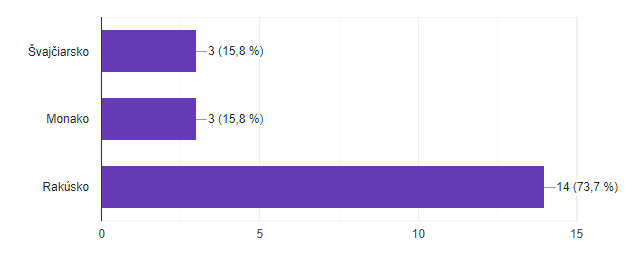 Švajčiarsko
3 (15,8 %)
Monako
3 (15,8 %)
Rakúsko
14 (73,7 %)
0
5
10
15